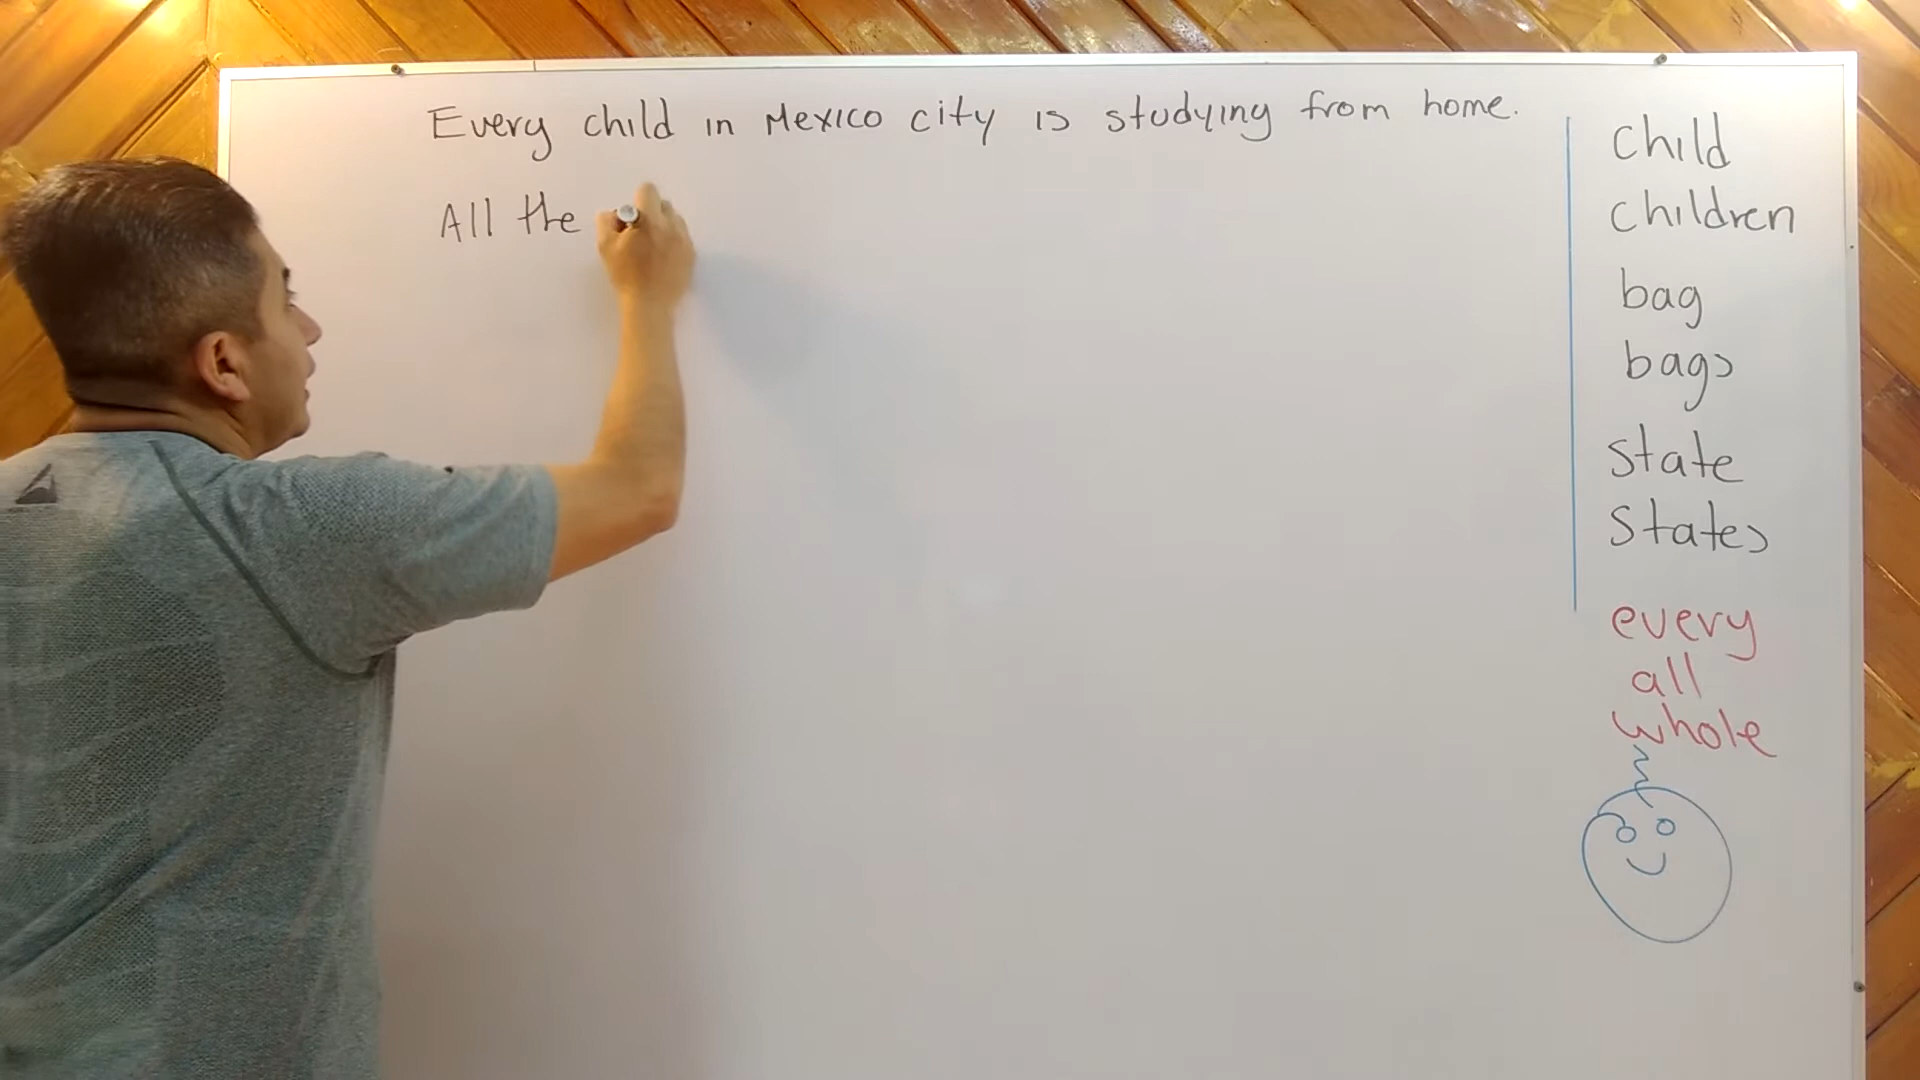 Every child in Mexico city is studying from home.
All the
child
children
bag
bags
state
states
every
all
whole